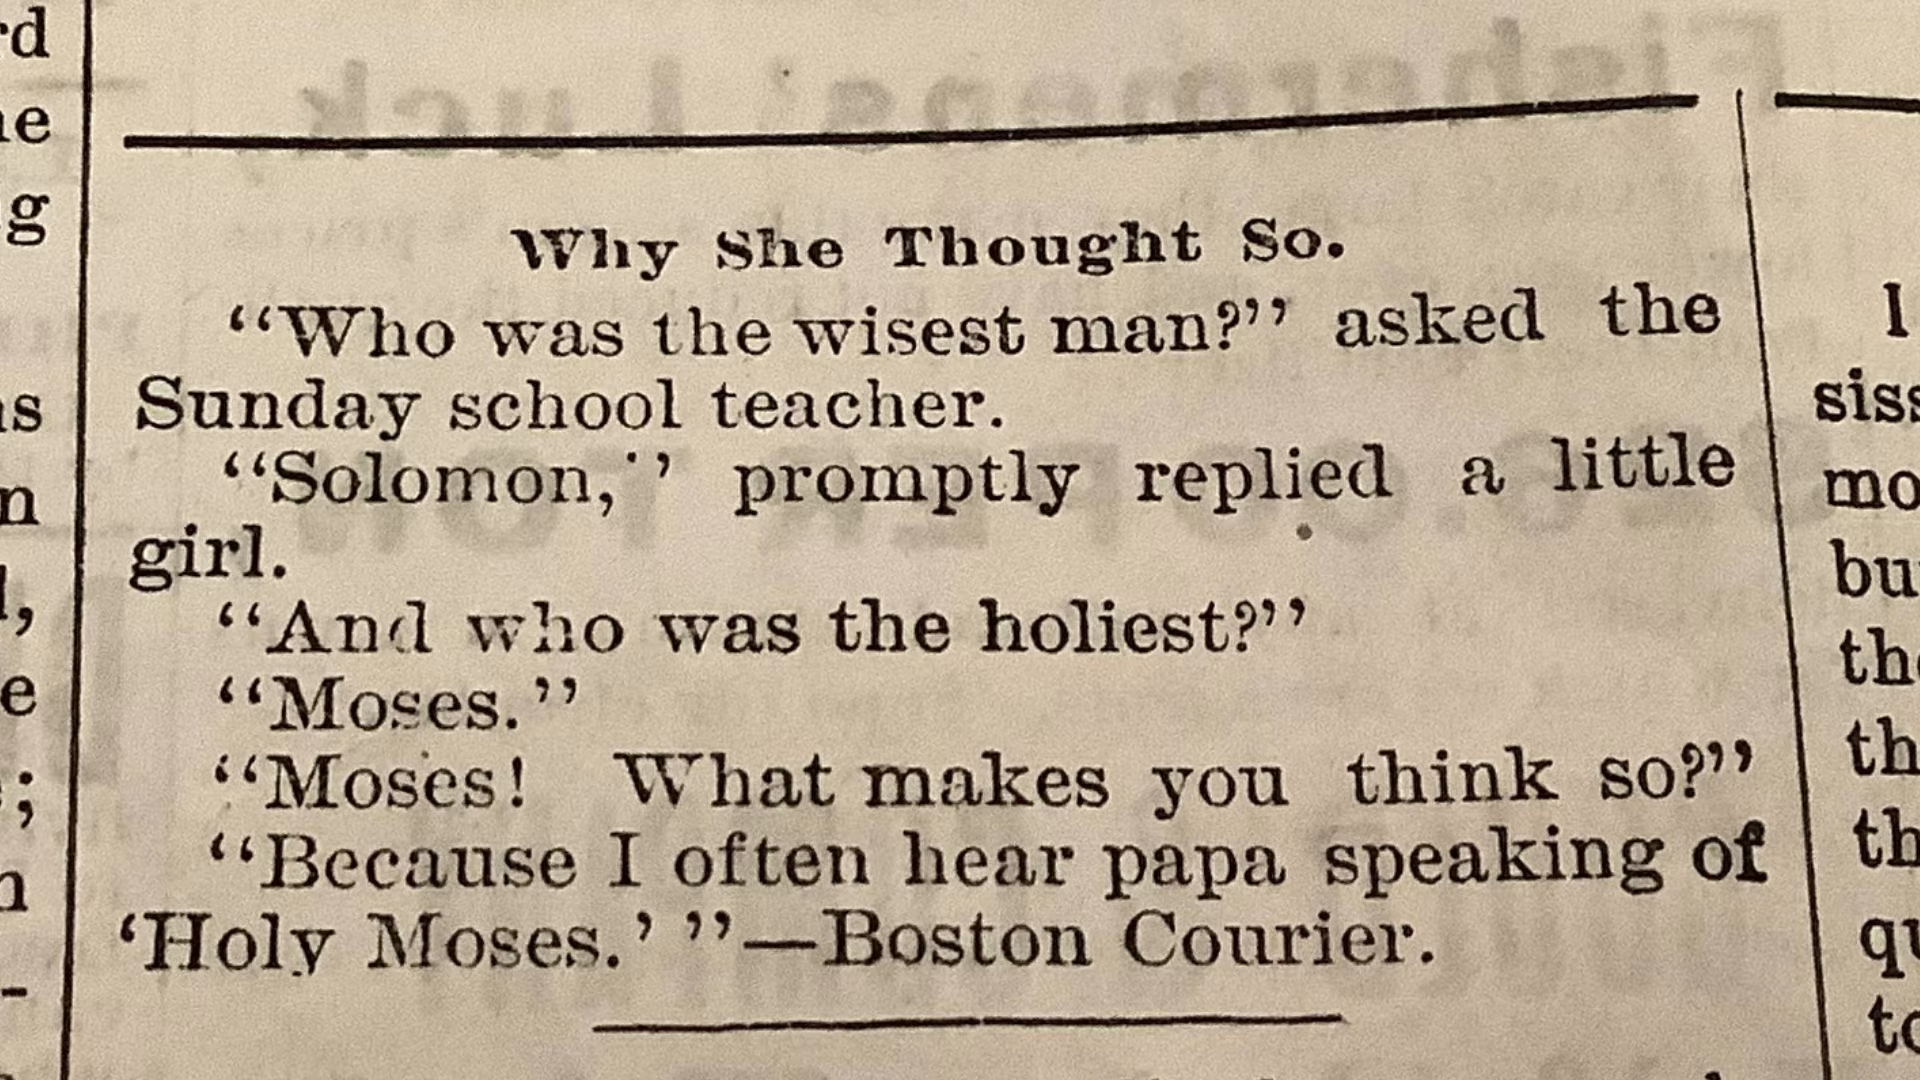 Why She Thought So.
“Who was the wisest man?” asked the
Sunday school teacher.
“Solomon,” promptly replied a little
girl.
“And who was the holiest?”
“Moses.”
“Moses! What makes you think so?”
“Because I often hear papa speaking of
‘Holy Moses.’ ”—Boston Courier.